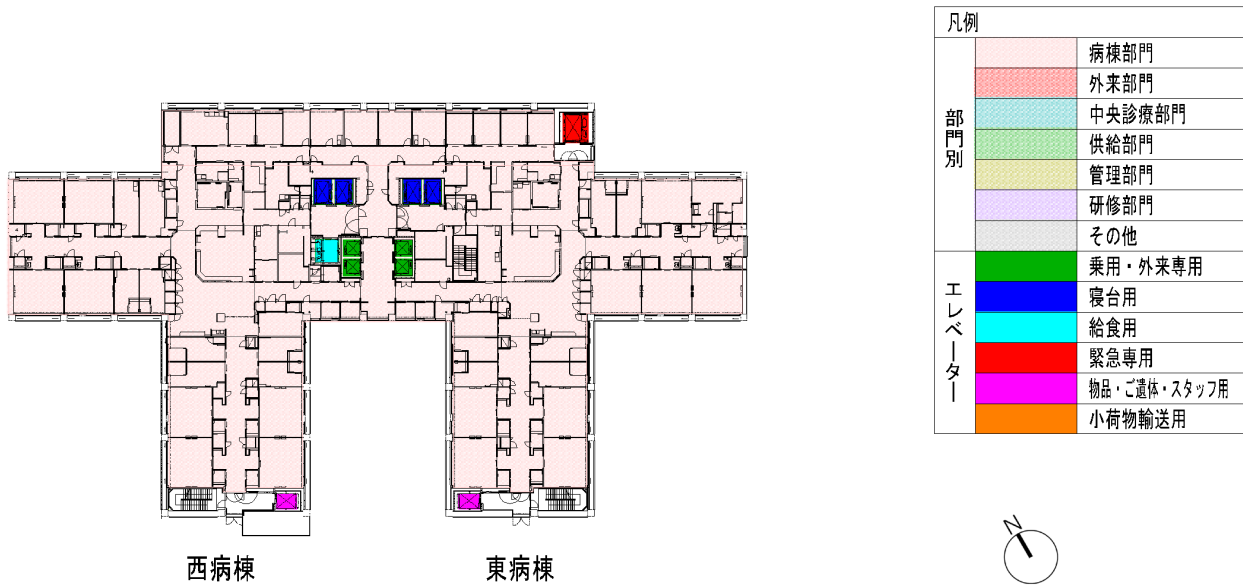 凡例
部門別
病棟部門
外来部門
中央診療部門
供給部門
管理部門
研修部門
その他
エレベーター
乗用・外来専用
寝台用
給食用
緊急専用
物品・ご遺体・スタッフ用
小荷物輸送用
西病棟
東病棟
N